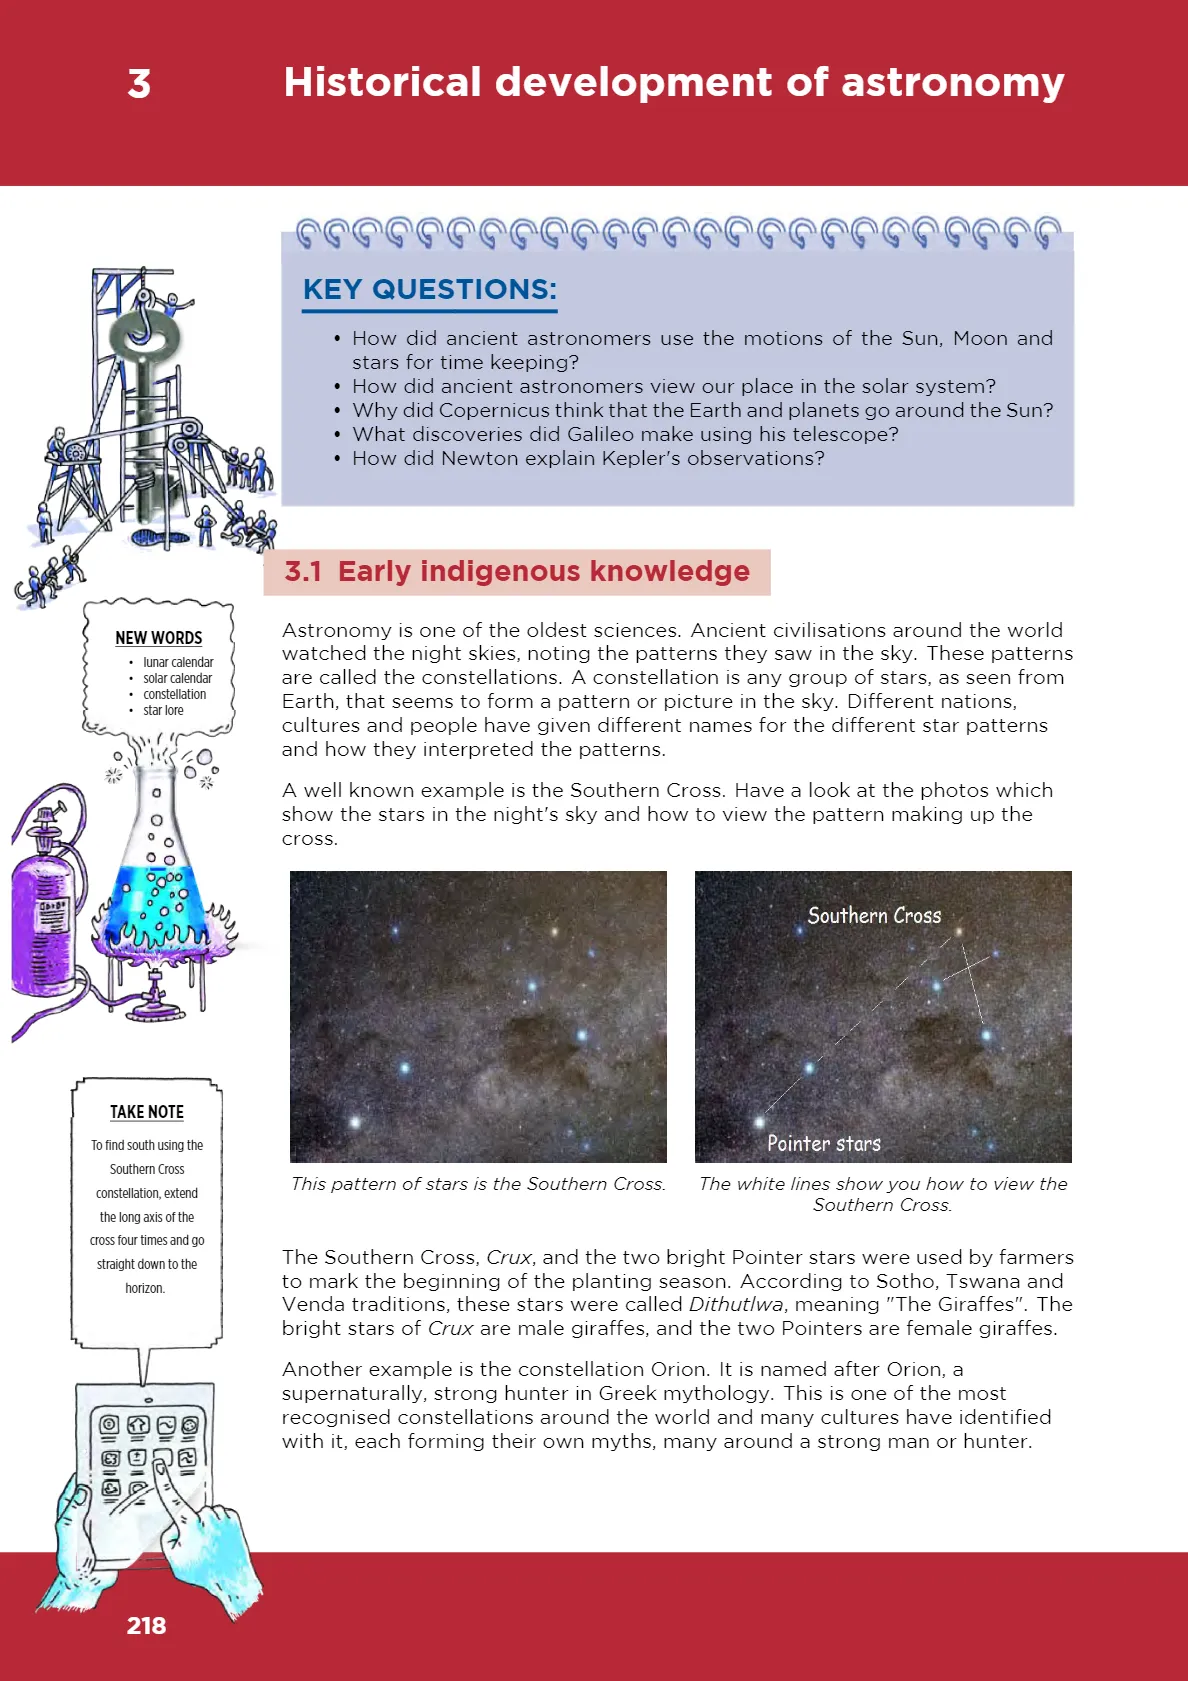 3
Historical development of astronomy
KEY QUESTIONS:
• How did ancient astronomers use the motions of the Sun, Moon and
stars for time keeping?
• How did ancient astronomers view our place in the solar system?
• Why did Copernicus think that the Earth and planets go around the Sun?
• What discoveries did Galileo make using his telescope?
• How did Newton explain Kepler's observations?
3.1 Early indigenous knowledge
NEW WORDS
• lunar calendar
• solar calendar
• constellation
• star lore
Astronomy is one of the oldest sciences. Ancient civilisations around the world
watched the night skies, noting the patterns they saw in the sky. These patterns
are called the constellations. A constellation is any group of stars, as seen from
Earth, that seems to form a pattern or picture in the sky. Different nations,
cultures and people have given different names for the different star patterns
and how they interpreted the patterns.
A well known example is the Southern Cross. Have a look at the photos which
show the stars in the night's sky and how to view the pattern making up the
cross.
Southern Cross
Pointer stars
This pattern of stars is the Southern Cross.
The white lines show you how to view the
Southern Cross.
TAKE NOTE
To find south using the
Southern Cross
constellation, extend
the long axis of the
cross four times and go
straight down to the
horizon.
The Southern Cross, Crux, and the two bright Pointer stars were used by farmers
to mark the beginning of the planting season. According to Sotho, Tswana and
Venda traditions, these stars were called Dithutlwa, meaning "The Giraffes". The
bright stars of Crux are male giraffes, and the two Pointers are female giraffes.
Another example is the constellation Orion. It is named after Orion, a
supernaturally, strong hunter in Greek mythology. This is one of the most
recognised constellations around the world and many cultures have identified
with it, each forming their own myths, many around a strong man or hunter.
218